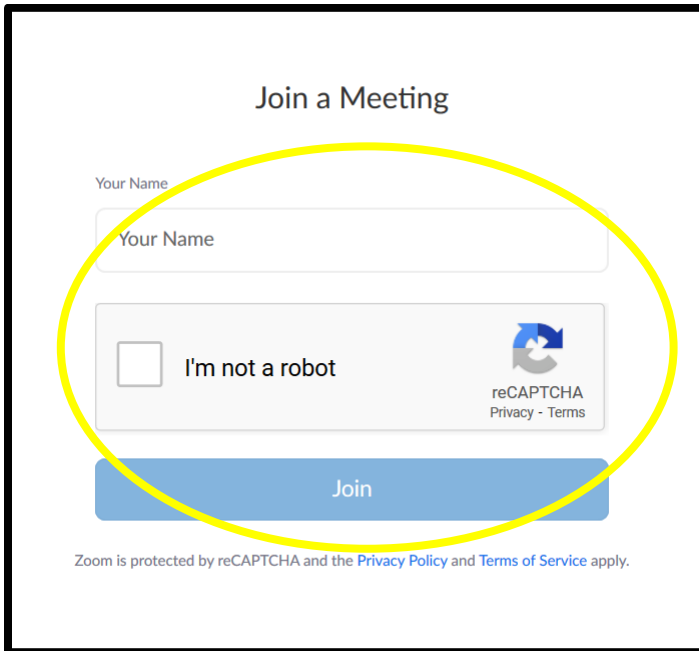 Join a Meeting
Your Name
Your Name
I'm not a robot
reCAPTCHA
Privacy - Terms
Join
Zoom is protected by reCAPTCHA and the Privacy Policy and Terms of Service apply.